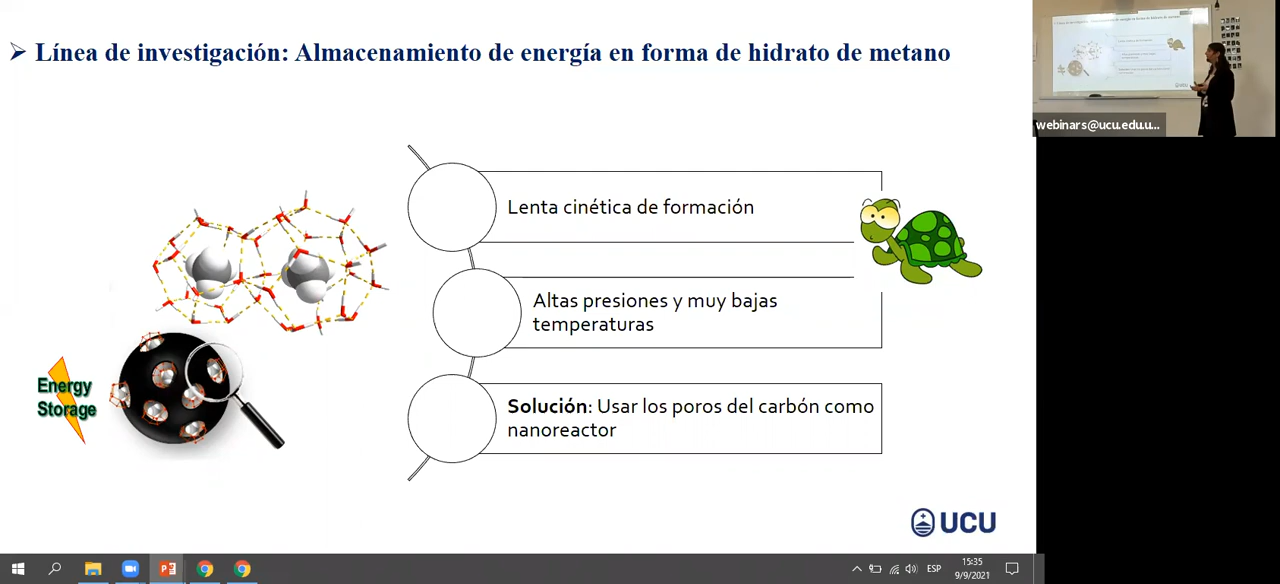 Línea de investigación: Almacenamiento de energía en forma de hidrato de metano
webinars@ucu.edu.u...
Lenta cinética de formación
Altas presiones y muy bajas
temperaturas
Energy
Storage
Solución: Usar los poros del carbón como
nanoreactor
UCU
ESP
15:35
9/9/2021